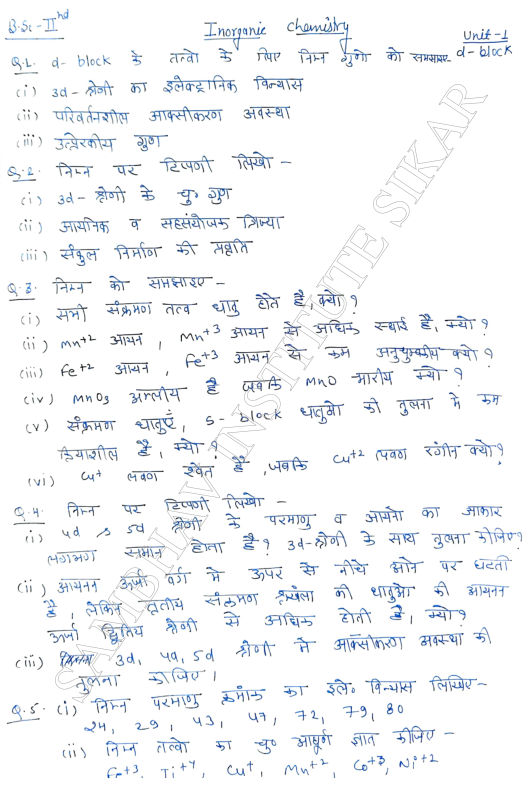 B.Sc-IInd
Inorganic chemistry
Unit-1
d-block
Q.1. d-block के तत्वो के लिए निम्न गुणो को समझाइए
(i) 3d-श्रेणी का इलेक्ट्रानिक विन्यास
(ii) परिवर्तनशील आक्सीकरण अवस्था
(iii) उत्प्रेरकीय गुण
Q.2. निम्न पर टिप्पणी लिखो -
(i) 3d-श्रेणी के चु० गुण
(ii) आयनिक व सहसंयोजक त्रिज्या
(iii) संकुल निर्माण की प्रवृति
Q.3. निम्न को समझाइए -
(i) सभी संक्रमण तत्व धातु होते है, क्यो ?
(ii) Mn+2 आयन, Mn+3 आयन से अधिक स्थाई है, क्यो ?
(iii) Fe+2 आयन, Fe+3 आयन से कम अनुचुम्बकीय क्यो ?
(iv) MnO3 अम्लीय है जबकि MnO क्षारीय क्यो ?
(v) संक्रमण धातुएँ, s-block धातुओ की तुलना मे कम
क्रियाशील है, क्यो ?
(vi) Cu+ लवण श्वेत है, जबकि Cu+2 लवण रंगीन क्यो ?
Q.4. निम्न पर टिप्पणी लिखो -
(i) 4d व 5d श्रेणी के परमाणु व आयनो का आकार
लगभग समान होता है ? 3d-श्रेणी के साथ तुलना कीजिए ?
(ii) आयनन ऊर्जा वर्ग मे ऊपर से नीचे आने पर घटती
है, लेकिन तृतीय संक्रमण श्रृंखला की धातुओ की आयनन
ऊर्जा द्वितिय श्रेणी से अधिक होती है, क्यो ?
(iii) 3d, 4d, 5d श्रेणी मे आक्सीकरण अवस्था की
तुलना कीजिए ।
Q.5. (i) निम्न परमाणु क्रमांक का इले० विन्यास लिखिए -
24, 29, 43, 47, 72, 79, 80
(ii) निम्न तत्वो का चु० आघूर्ण ज्ञात कीजिए -
Fe+3, Ti+4, Cu+, Mn+2, Co+3, Ni+2
SAMBHAV INSTITUTE SIKAR